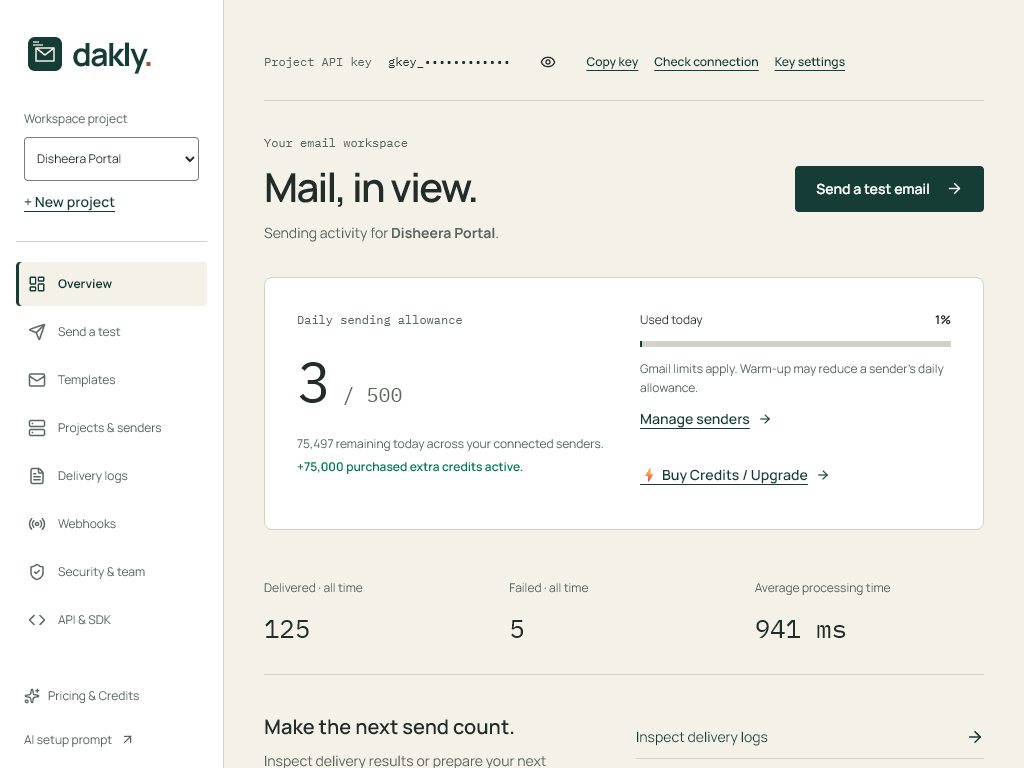 dakly.
Workspace project
Disheera Portal
+ New project
Overview
Send a test
Templates
Projects & senders
Delivery logs
Webhooks
Security & team
API & SDK
Pricing & Credits
AI setup prompt
Project API key gkey_•••••••••••• Copy key Check connection Key settings
Your email workspace
Mail, in view.
Send a test email
Sending activity for Disheera Portal.
Daily sending allowance
3 / 500
75,497 remaining today across your connected senders.
+75,000 purchased extra credits active.
Used today 1%
Gmail limits apply. Warm-up may reduce a sender's daily
allowance.
Manage senders
Buy Credits / Upgrade
Delivered · all time
125
Failed · all time
5
Average processing time
941 ms
Make the next send count.
Inspect delivery results or prepare your next
Inspect delivery logs